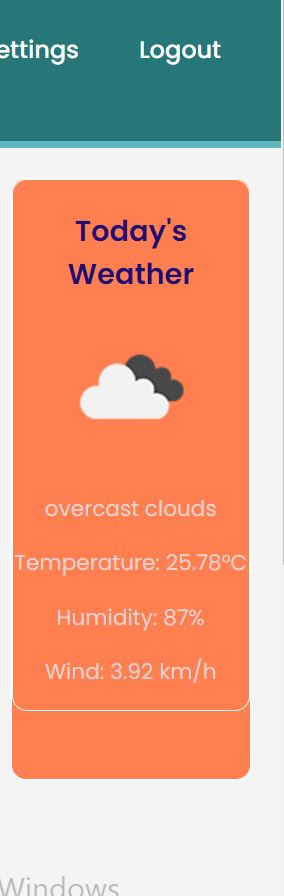 ettings Logout
Today's
Weather
overcast clouds
Temperature: 25.78°C
Humidity: 87%
Wind: 3.92 km/h
Windows